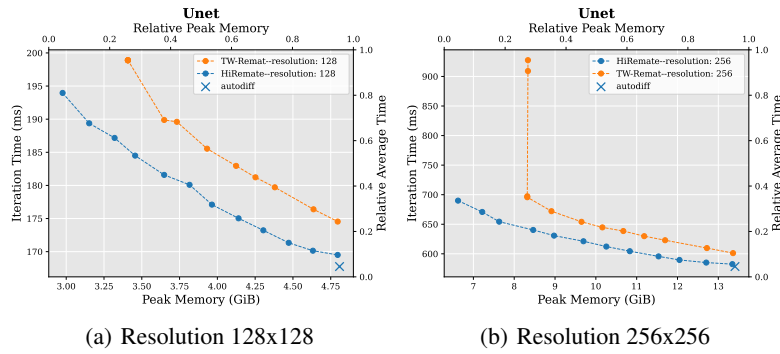 Unet
Relative Peak Memory
0.0 0.2 0.4 0.6 0.8
TW-Remat--resolution: 128
HiRemate--resolution: 128
autodiff
Iteration Time (ms)
200
195
190
185
180
175
170
1.0
0.8
0.6
0.4
0.2
0.0
Relative Average Time
3.00 3.25 3.50 3.75 4.00 4.25 4.50 4.75
Peak Memory (GiB)
(a) Resolution 128x128
Unet
Relative Peak Memory
0.0 0.2 0.4 0.6 0.8
HiRemate--resolution: 256
TW-Remat--resolution: 256
autodiff
Iteration Time (ms)
900
850
800
750
700
650
600
1.0
0.8
0.6
0.4
0.2
0.0
Relative Average Time
7 8 9 10 11 12 13
Peak Memory (GiB)
(b) Resolution 256x256